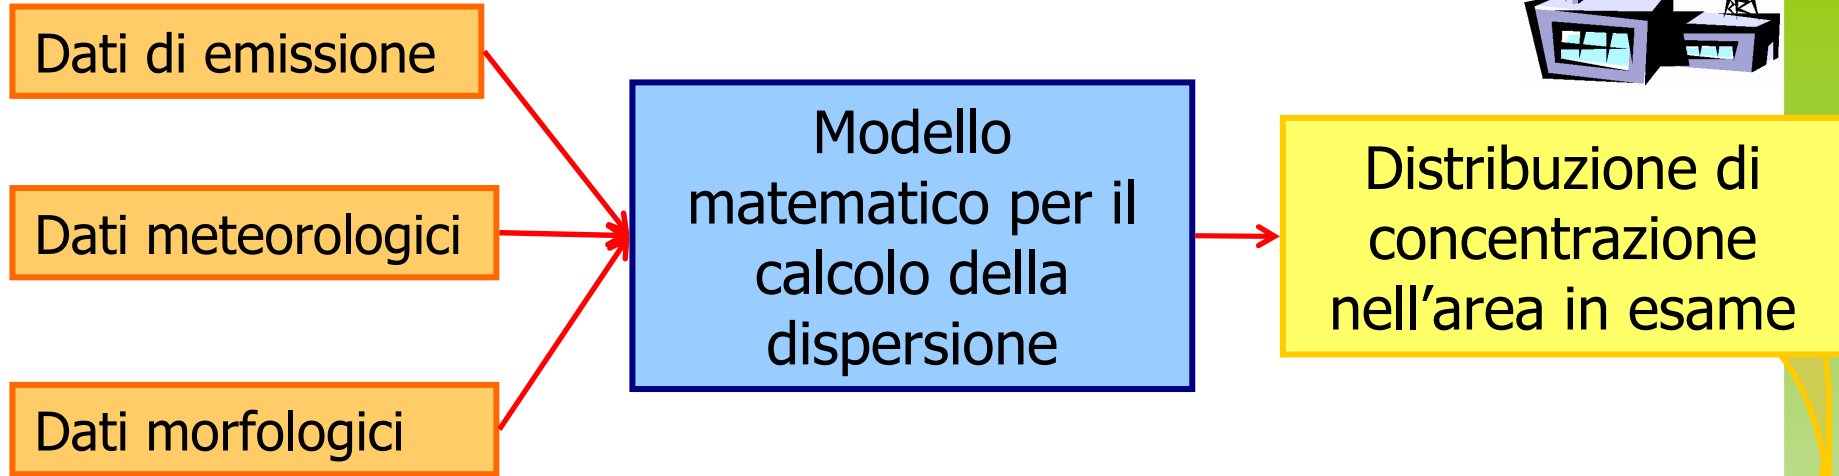 Dati di emissione
Dati meteorologici
Dati morfologici
Modello
matematico per il
calcolo della
dispersione
Distribuzione di
concentrazione
nell’area in esame